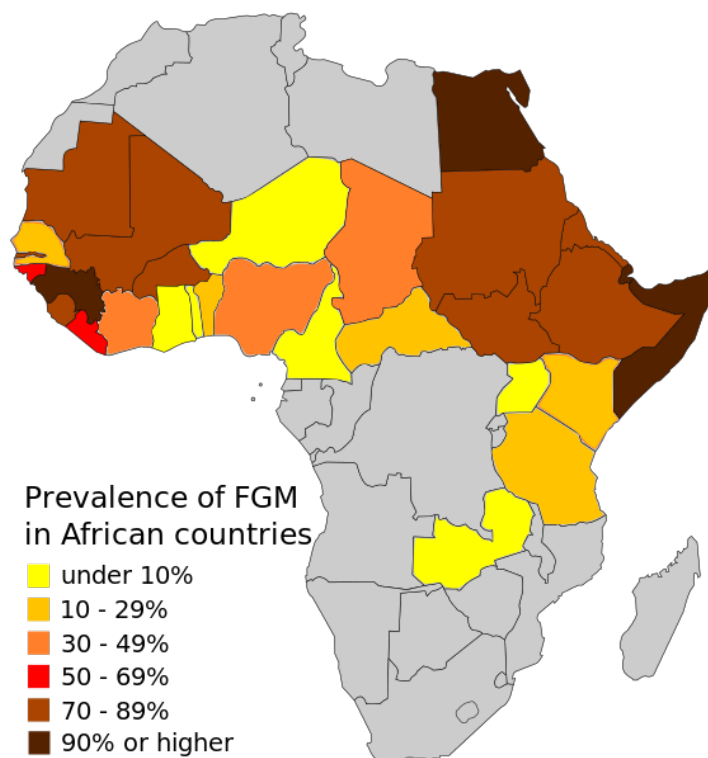 Prevalence of FGM
in African countries
under 10%
10 - 29%
30 - 49%
50 - 69%
70 - 89%
90% or higher